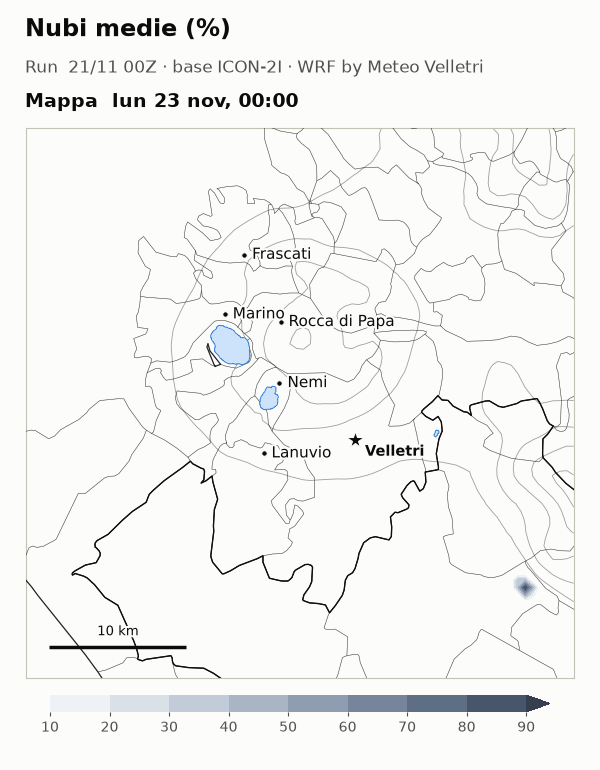 Nubi medie (%)
Run  21/11 00Z · base ICON-2I · WRF by Meteo Velletri
Mappa  lun 23 nov, 00:00
Frascati
Marino
Rocca di Papa
Nemi
Velletri
Lanuvio
10 km
10 20 30 40 50 60 70 80 90